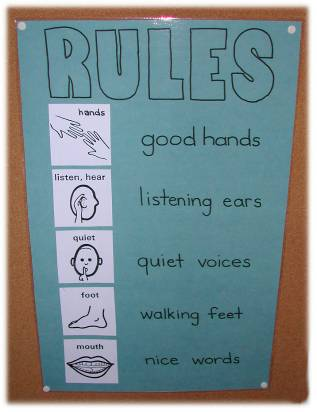 RULES
hands
good hands
listen, hear
listening ears
quiet
quiet voices
foot
walking feet
mouth
nice words